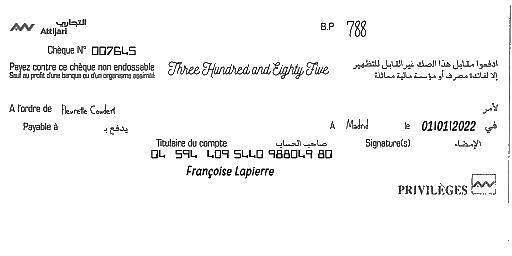 التجاري
Attijari
B.P 788
Chèque N° 007645
Payez contre ce chèque non endossable
Sauf au profit d'une banque ou d'un organisme assimilé
Three Hundred and Eighty Five
ادفعوا مقابل هذا الصك غير القابل للتظهير
إلا لفائدة مصرف أو مؤسسة مالية مماثلة
A l'ordre de Fleurette Coudert
لأمر
Payable à
يدفع بـ
A Madrid le 01/01/2022 في
Titulaire du compte صاحب الحساب
Signature(s) الإمضاء
04 594 409 5440 988049 80
Françoise Lapierre
PRIVILÈGES